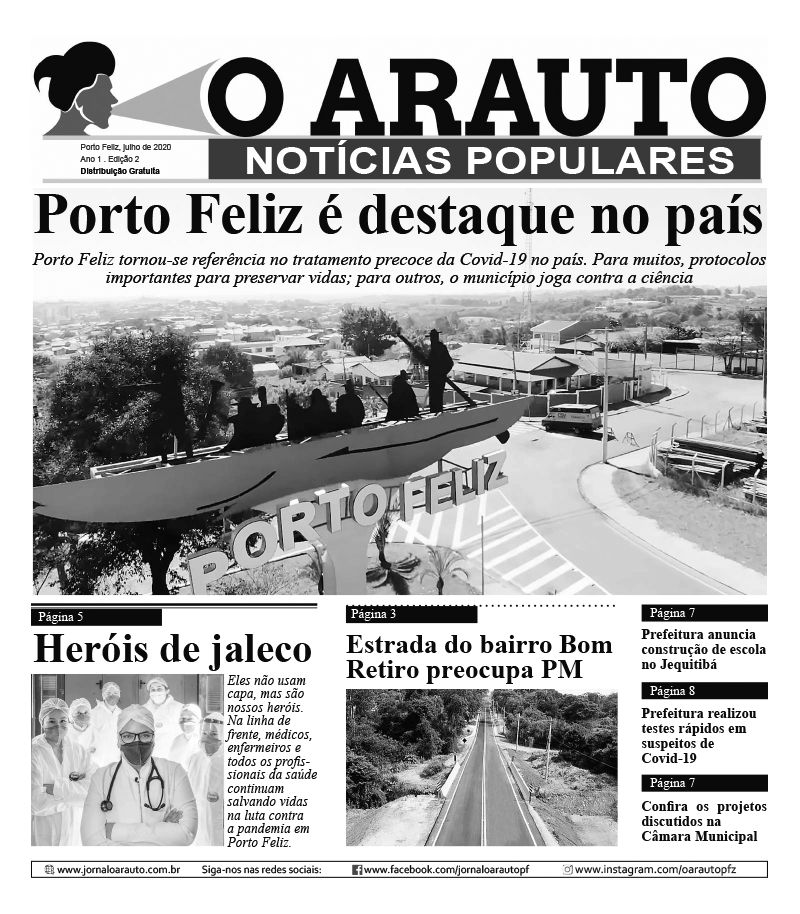 O ARAUTO
NOTÍCIAS POPULARES
Porto Feliz, julho de 2020
Ano 1 . Edição 2
Distribuição Gratuita
Porto Feliz é destaque no país
Porto Feliz tornou-se referência no tratamento precoce da Covid-19 no país. Para muitos, protocolos
importantes para preservar vidas; para outros, o município joga contra a ciência
PORTO FELIZ
Página 5
Heróis de jaleco
Eles não usam
capa, mas são
nossos heróis.
Na linha de
frente, médicos,
enfermeiros e
todos os profis-
sionais da saúde
continuam
salvando vidas
na luta contra
a pandemia em
Porto Feliz.
Página 3
Estrada do bairro Bom
Retiro preocupa PM
Página 7
Prefeitura anuncia
construção de escola
no Jequitibá
Página 8
Prefeitura realizou
testes rápidos em
suspeitos de
Covid-19
Página 7
Confira os projetos
discutidos na
Câmara Municipal
www.jornaloarauto.com.br Siga-nos nas redes sociais: www.facebook.com/jornaloarautopf www.instagram.com/oarautopfz